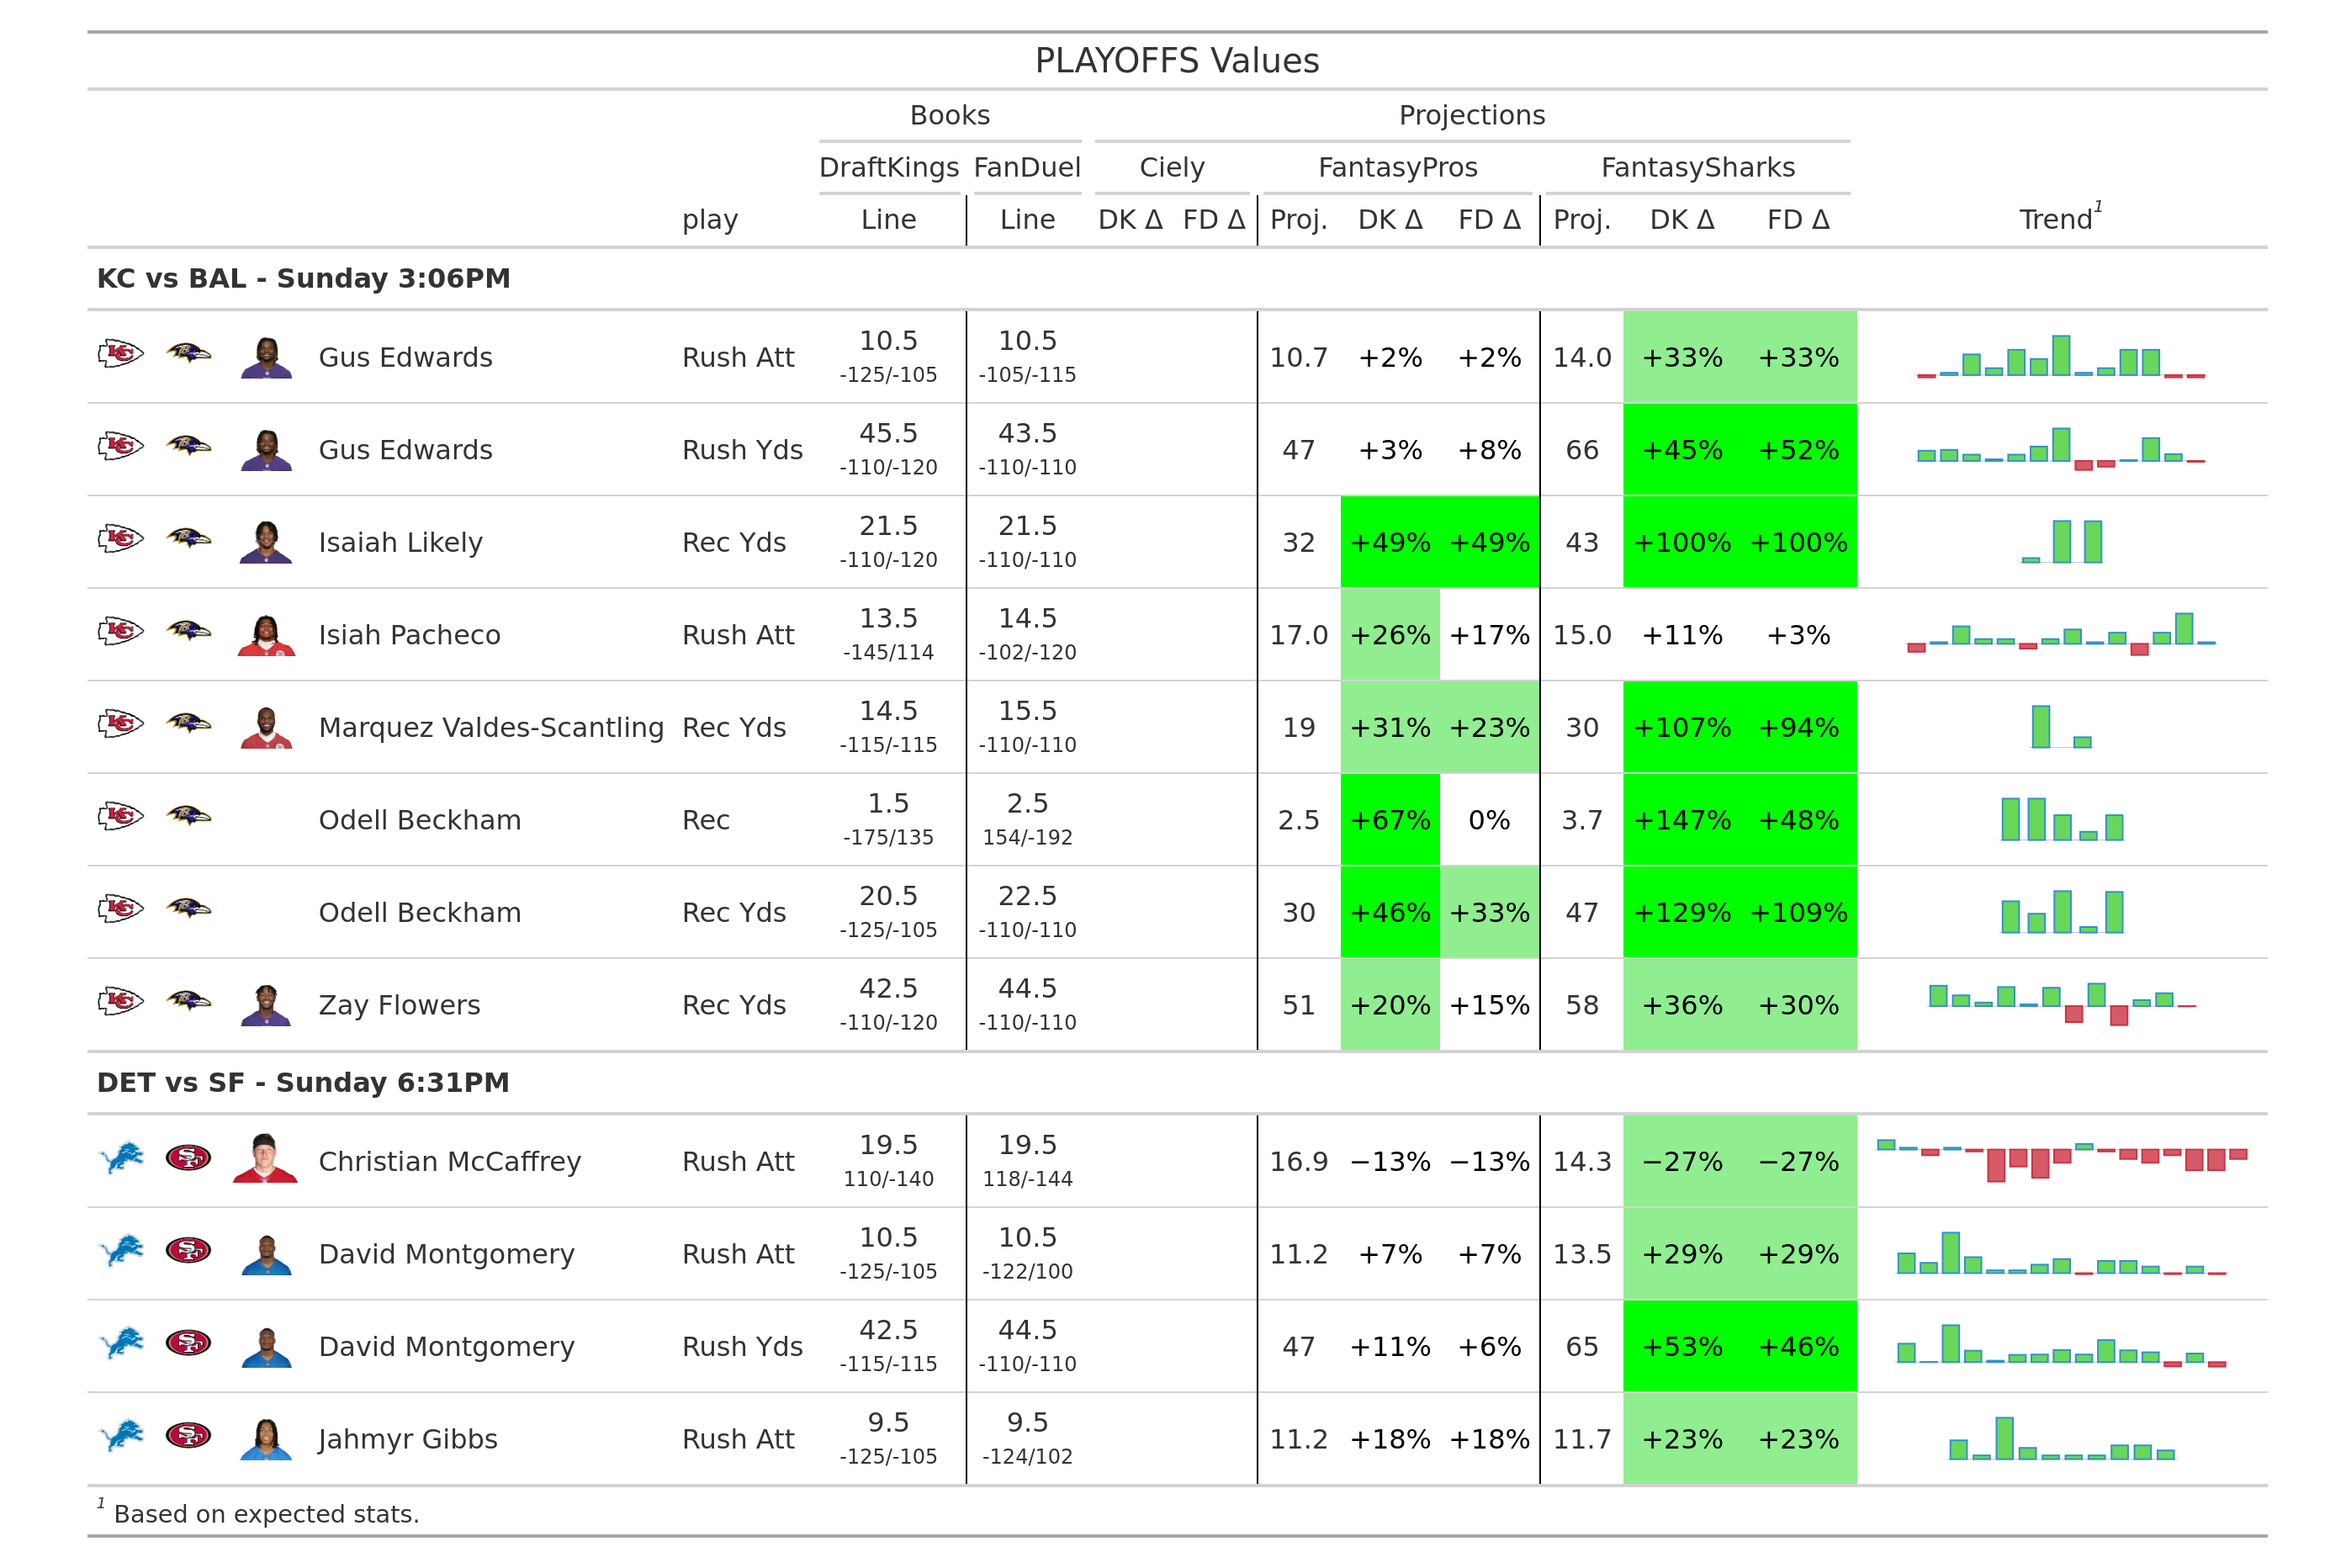 PLAYOFFS Values
Books Projections
DraftKings FanDuel Ciely FantasyPros FantasySharks
play Line Line DK Δ FD Δ Proj. DK Δ FD Δ Proj. DK Δ FD Δ Trend1
KC vs BAL - Sunday 3:06PM
Gus Edwards Rush Att 10.5 10.5 10.7 +2% +2% 14.0 +33% +33%
-125/-105 -105/-115
Gus Edwards Rush Yds 45.5 43.5 47 +3% +8% 66 +45% +52%
-110/-120 -110/-110
Isaiah Likely Rec Yds 21.5 21.5 32 +49% +49% 43 +100% +100%
-110/-120 -110/-110
Isiah Pacheco Rush Att 13.5 14.5 17.0 +26% +17% 15.0 +11% +3%
-145/114 -102/-120
Marquez Valdes-Scantling Rec Yds 14.5 15.5 19 +31% +23% 30 +107% +94%
-115/-115 -110/-110
Odell Beckham Rec 1.5 2.5 2.5 +67% 0% 3.7 +147% +48%
-175/135 154/-192
Odell Beckham Rec Yds 20.5 22.5 30 +46% +33% 47 +129% +109%
-125/-105 -110/-110
Zay Flowers Rec Yds 42.5 44.5 51 +20% +15% 58 +36% +30%
-110/-120 -110/-110
DET vs SF - Sunday 6:31PM
Christian McCaffrey Rush Att 19.5 19.5 16.9 −13% −13% 14.3 −27% −27%
110/-140 118/-144
David Montgomery Rush Att 10.5 10.5 11.2 +7% +7% 13.5 +29% +29%
-125/-105 -122/100
David Montgomery Rush Yds 42.5 44.5 47 +11% +6% 65 +53% +46%
-115/-115 -110/-110
Jahmyr Gibbs Rush Att 9.5 9.5 11.2 +18% +18% 11.7 +23% +23%
-125/-105 -124/102
1 Based on expected stats.